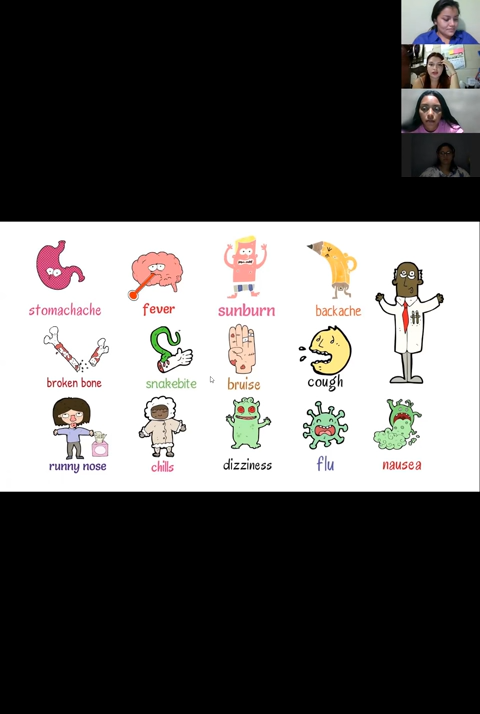 stomachache
fever
sunburn
backache
broken bone
snakebite
bruise
cough
runny nose
chills
dizziness
flu
nausea